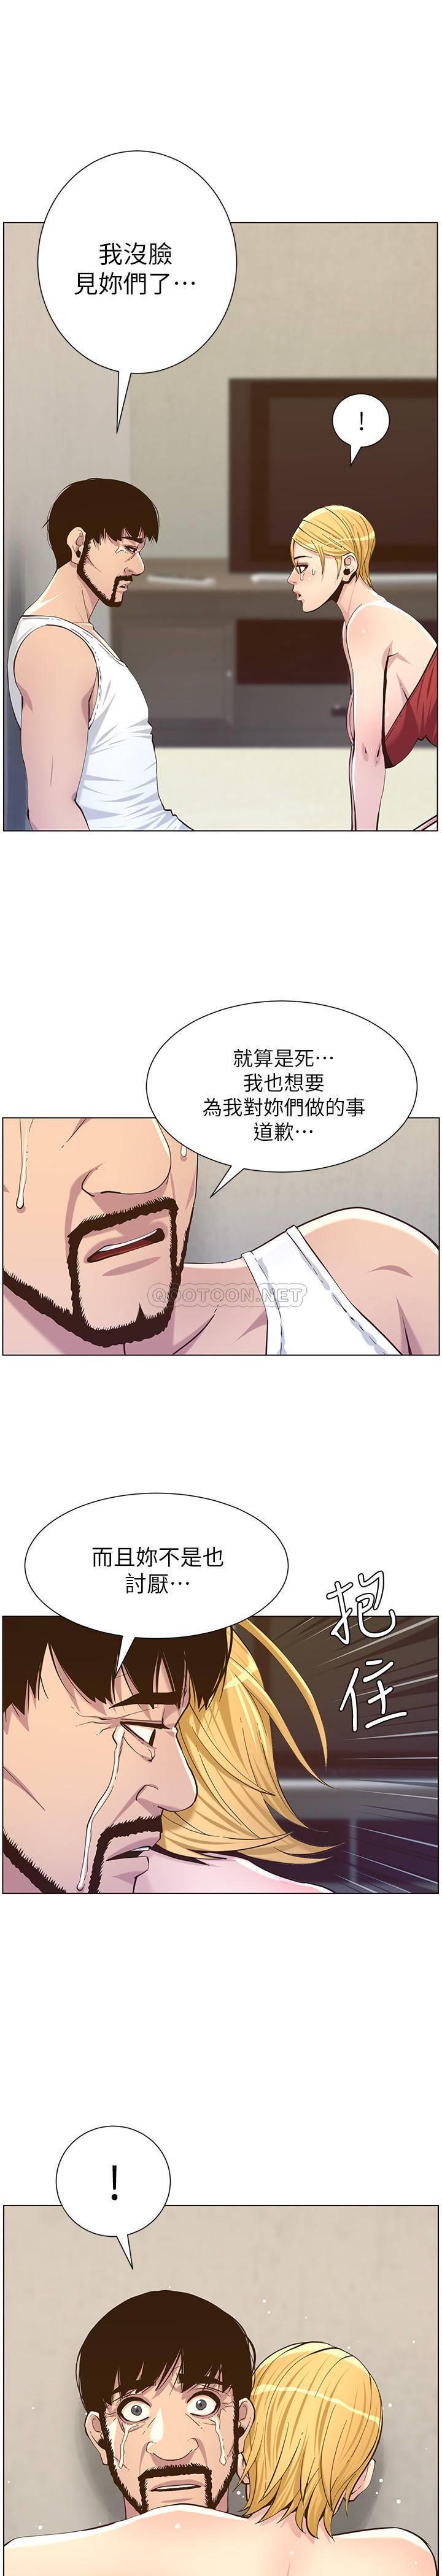 我沒臉
見妳們了…
！
就算是死…
我也想要
為我對妳們做的事
道歉…
QOOTOON.NET
而且妳不是也
討厭…
抱
住
！